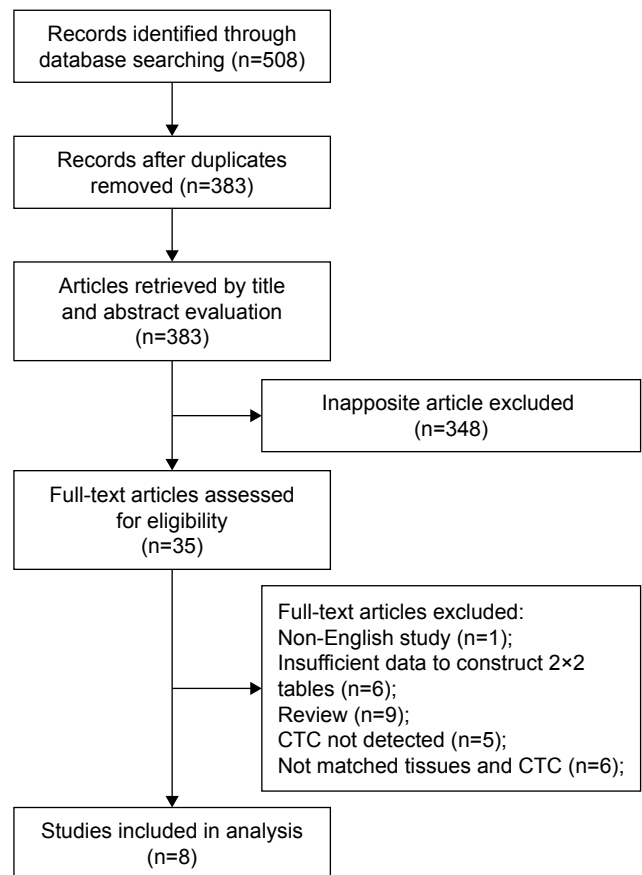 Records identified through
database searching (n=508)
Records after duplicates
removed (n=383)
Articles retrieved by title
and abstract evaluation
(n=383)
Inapposite article excluded
(n=348)
Full-text articles assessed
for eligibility
(n=35)
Full-text articles excluded:
Non-English study (n=1);
Insufficient data to construct 2×2
tables (n=6);
Review (n=9);
CTC not detected (n=5);
Not matched tissues and CTC (n=6);
Studies included in analysis
(n=8)